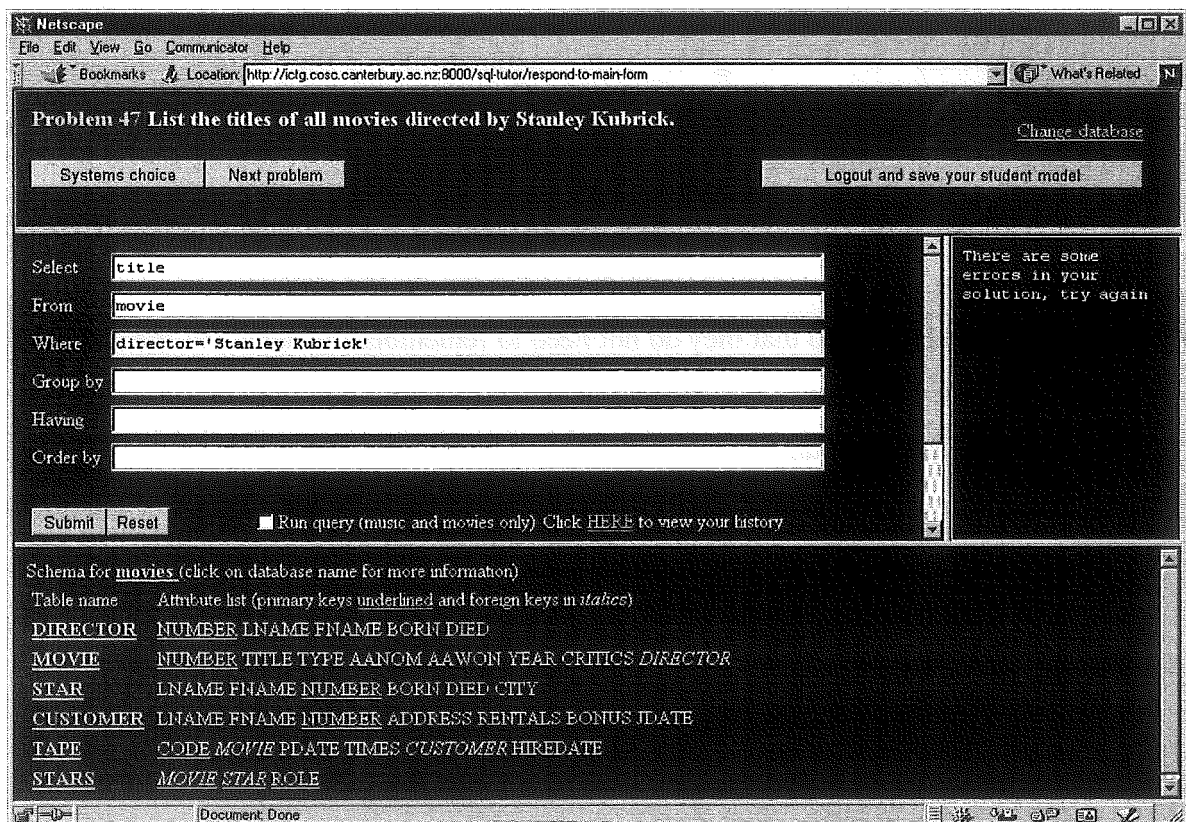 Netscape
File Edit View Go Communicator Help
Bookmarks Location: http://ictg.cosc.canterbury.ac.nz:8000/sql-tutor/respond-to-main-form What's Related N
Problem 47 List the titles of all movies directed by Stanley Kubrick.
Change database
Systems choice Next problem Logout and save your student model
Select title
From movie
Where director='Stanley Kubrick'
Group by
Having
Order by
There are some
errors in your
solution, try again
Submit Reset Run query (music and movies only) Click HERE to view your history
Schema for movies (click on database name for more information)
Table name Attribute list (primary keys underlined and foreign keys in italics)
DIRECTOR NUMBER LNAME FNAME BORN DIED
MOVIE NUMBER TITLE TYPE AANOM AAWON YEAR CRITICS DIRECTOR
STAR LNAME FNAME NUMBER BORN DIED CITY
CUSTOMER LNAME FNAME NUMBER ADDRESS RENTALS BONUS JDATE
TAPE CODE MOVIE PDATE TIMES CUSTOMER HIREDATE
STARS MOVIE STAR ROLE
Document: Done